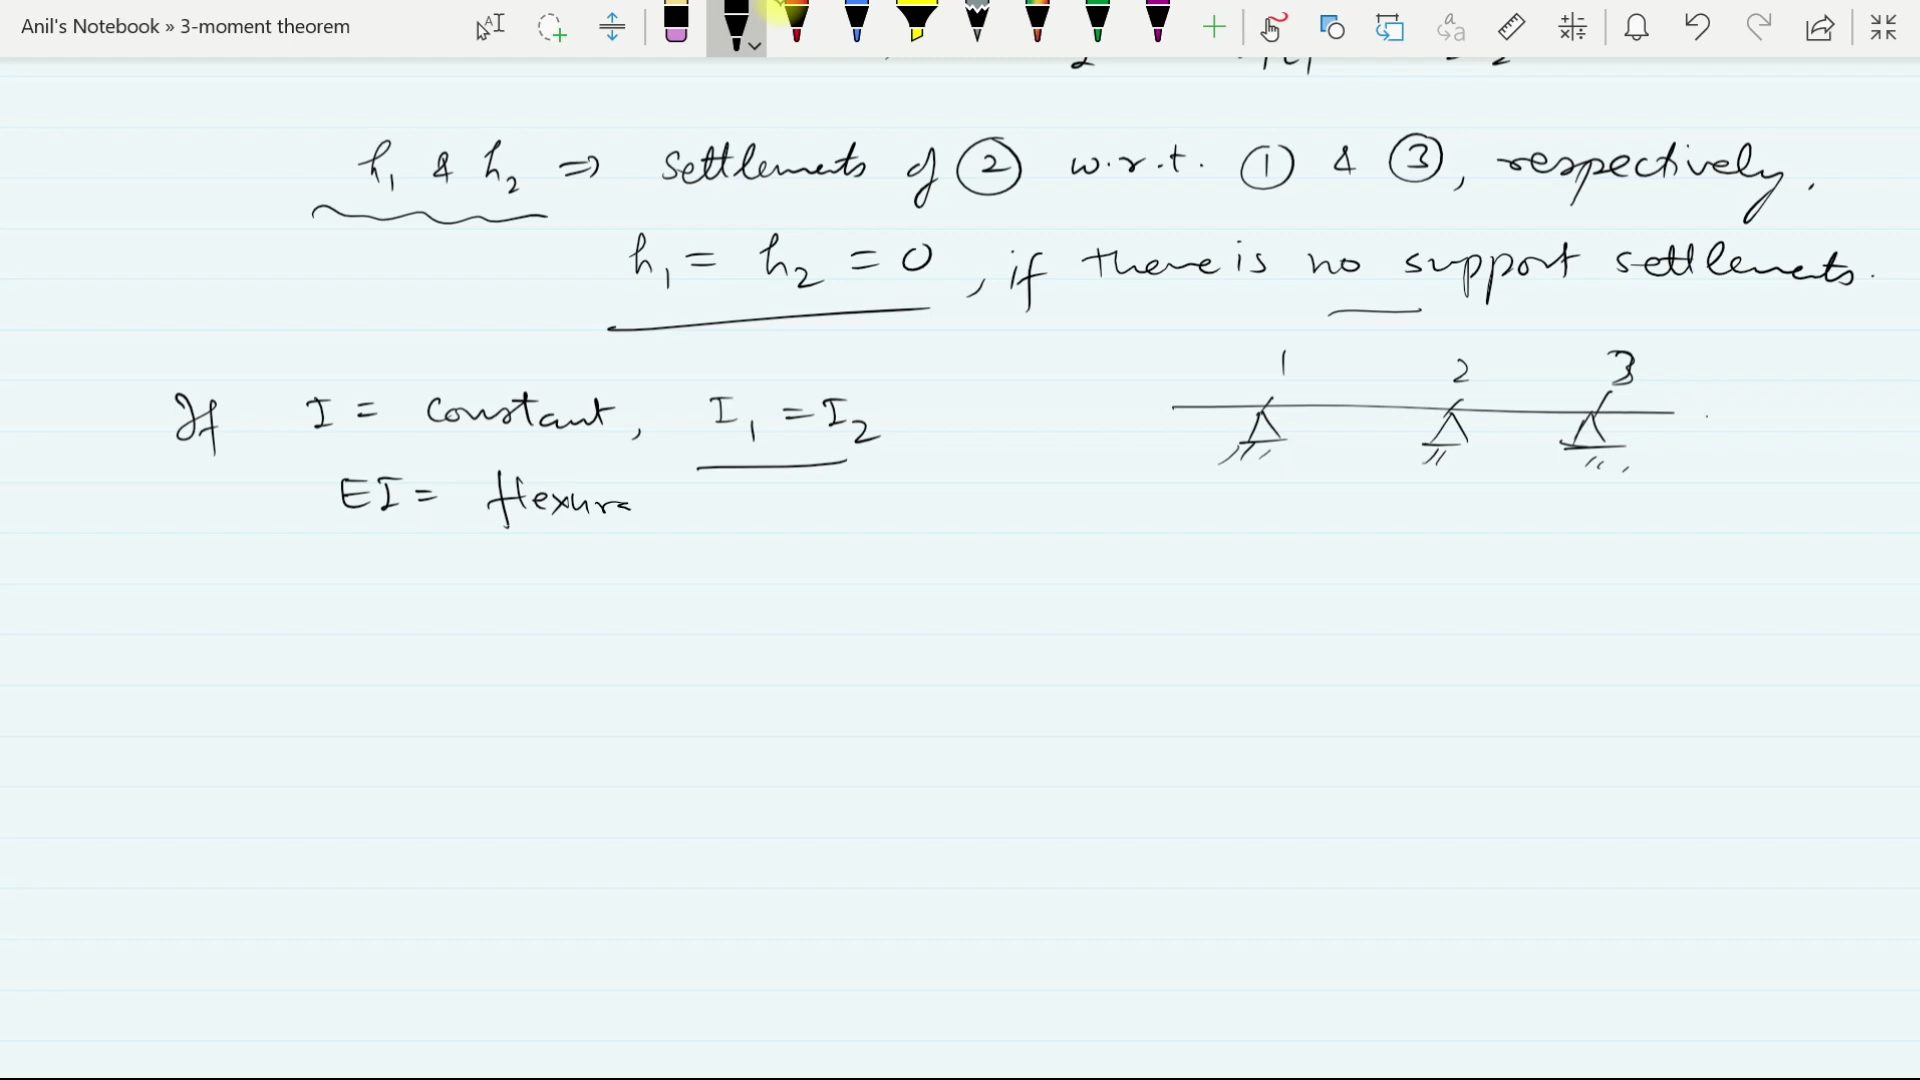 Anil's Notebook » 3-moment theorem
h₁ & h₂ ⇒ settlements of ② w.r.t. ① & ③, respectively.
h₁ = h₂ = 0, if there is no support settlements.
1 2 3
If I = constant, I₁ = I₂
EI = flexura